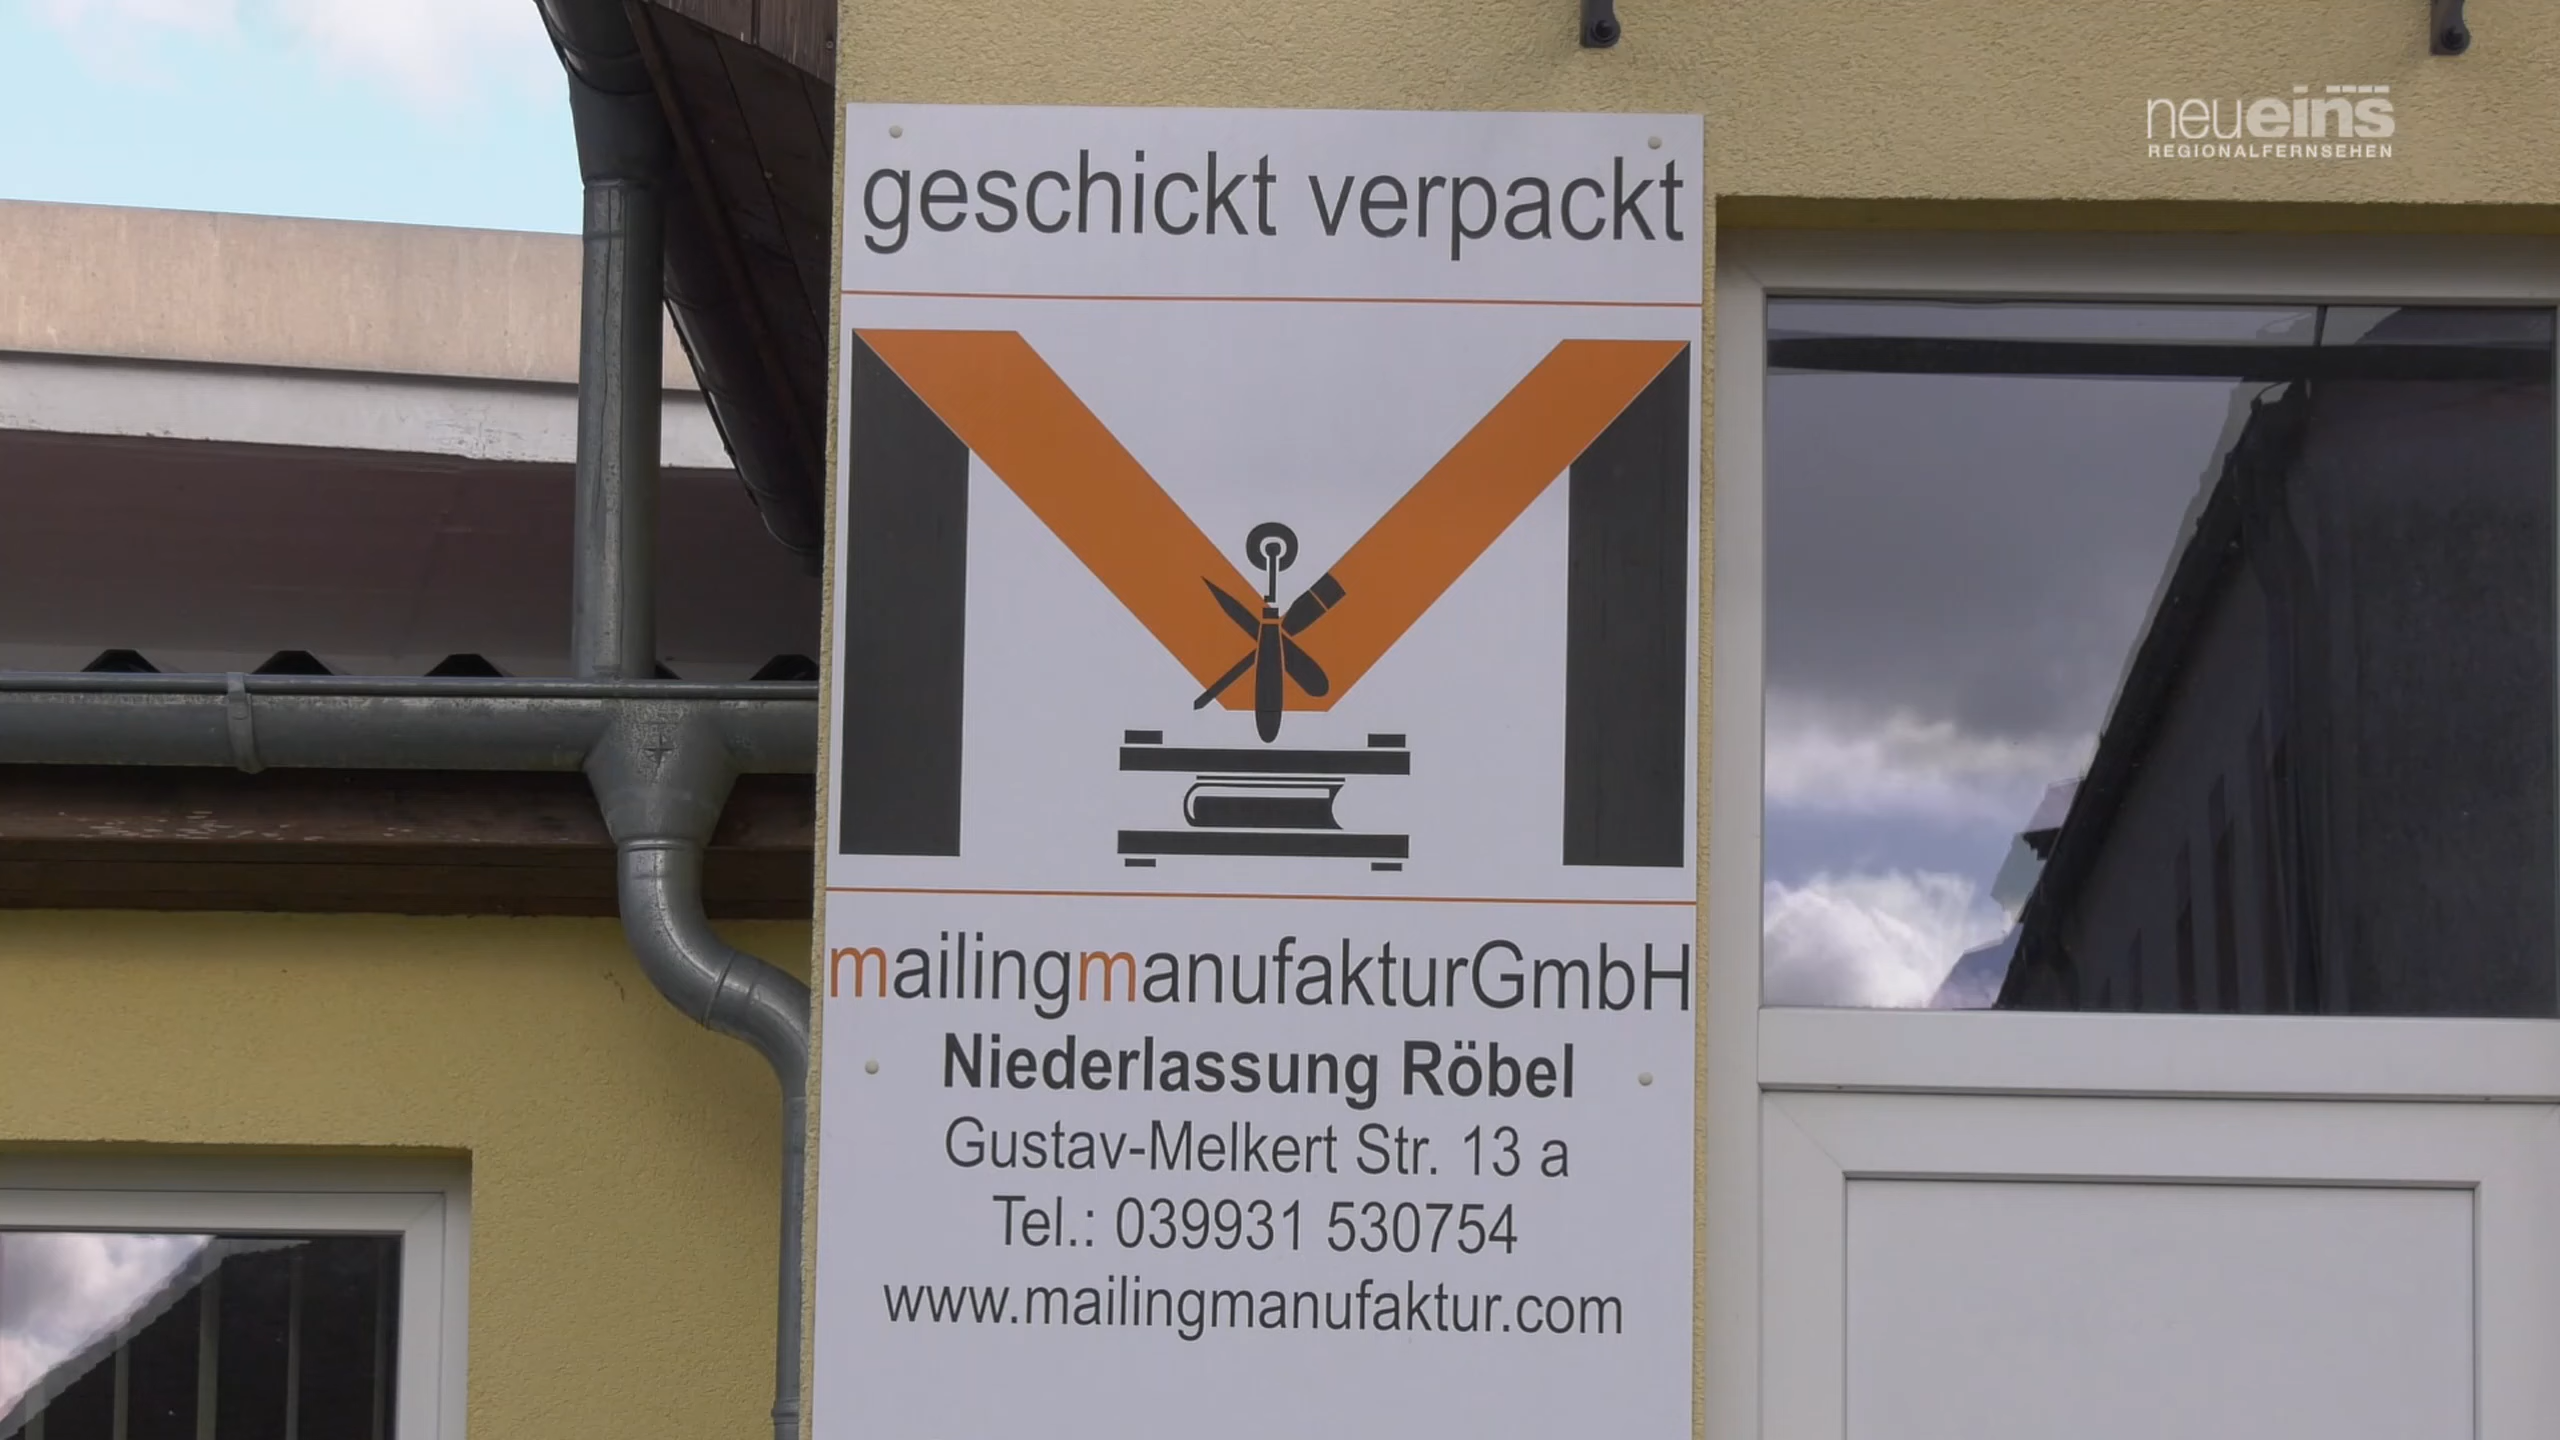 neueins
REGIONALFERNSEHEN
geschickt verpackt
mailingmanufakturGmbH
Niederlassung Röbel
Gustav-Melkert Str. 13 a
Tel.: 039931 530754
www.mailingmanufaktur.com